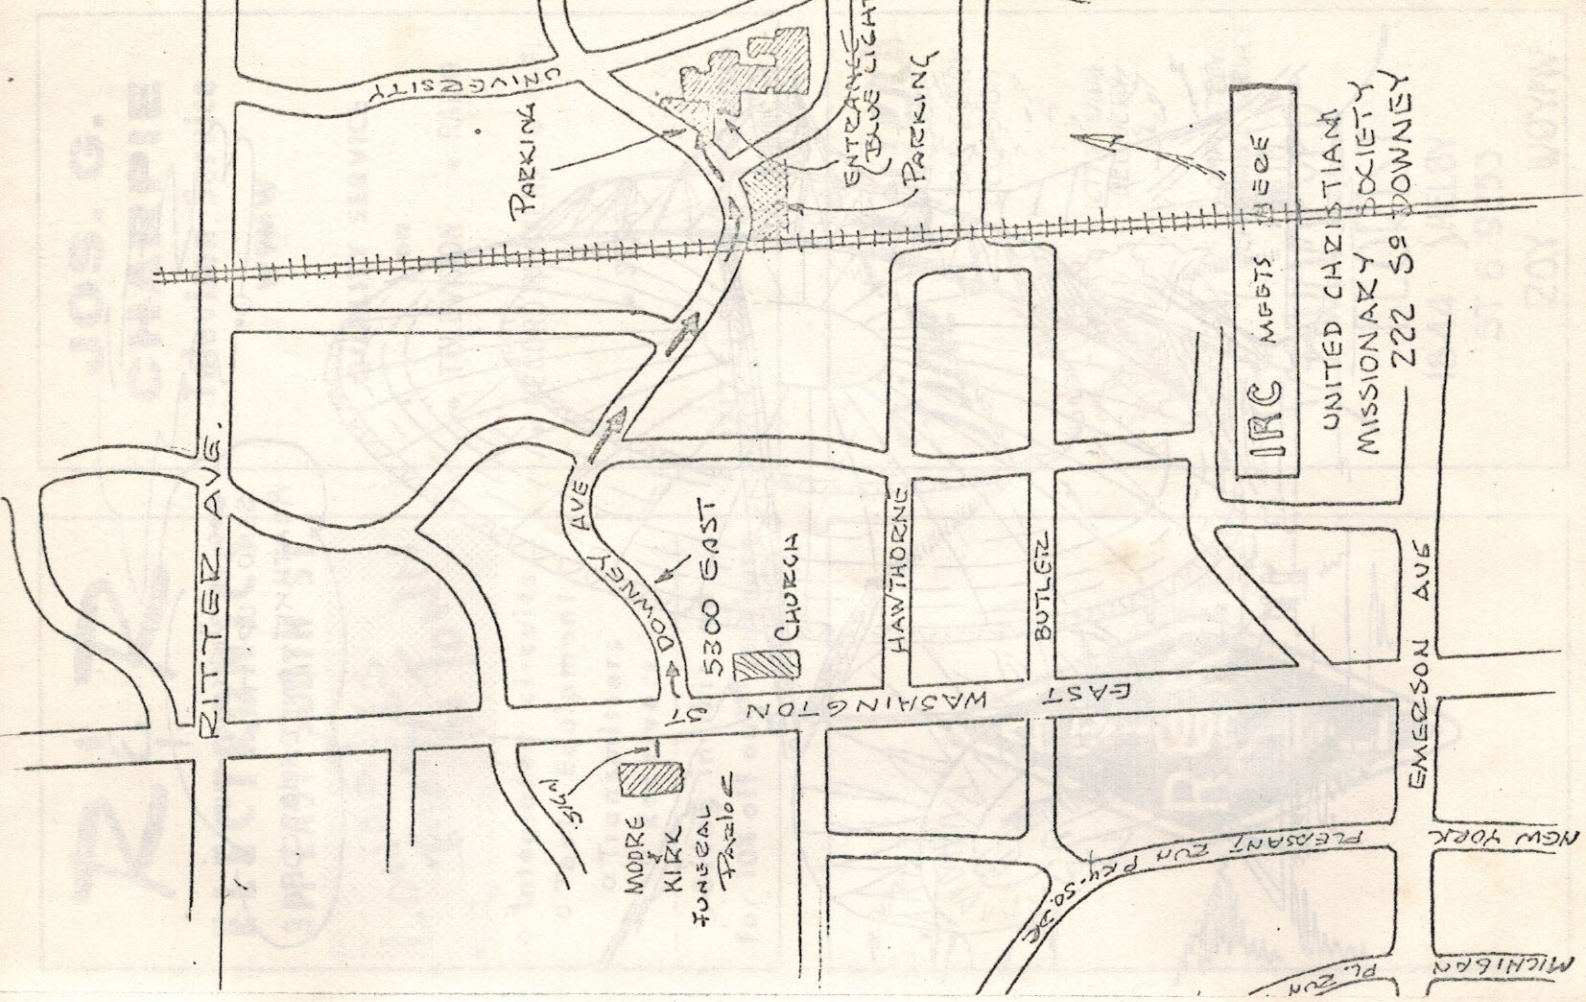 UNIVERSITY
PARKING
ENTRANCE
BLUE LIGHT
PARKING
IRC MEETS HERE
UNITED CHRISTIAN
MISSIONARY SOCIETY
222 SO DOWNEY
RITTER AVE.
DOWNEY AVE
5300 EAST
CHURCH
HAWTHORNE
BUTLER
EMERSON AVE
EAST WASHINGTON ST
SIGN
MOORE
&
KIRK
FUNERAL
Parlor
PLEASANT RUN PKY. SO. DR.
NEW YORK
PL. RUN
MICHIGAN